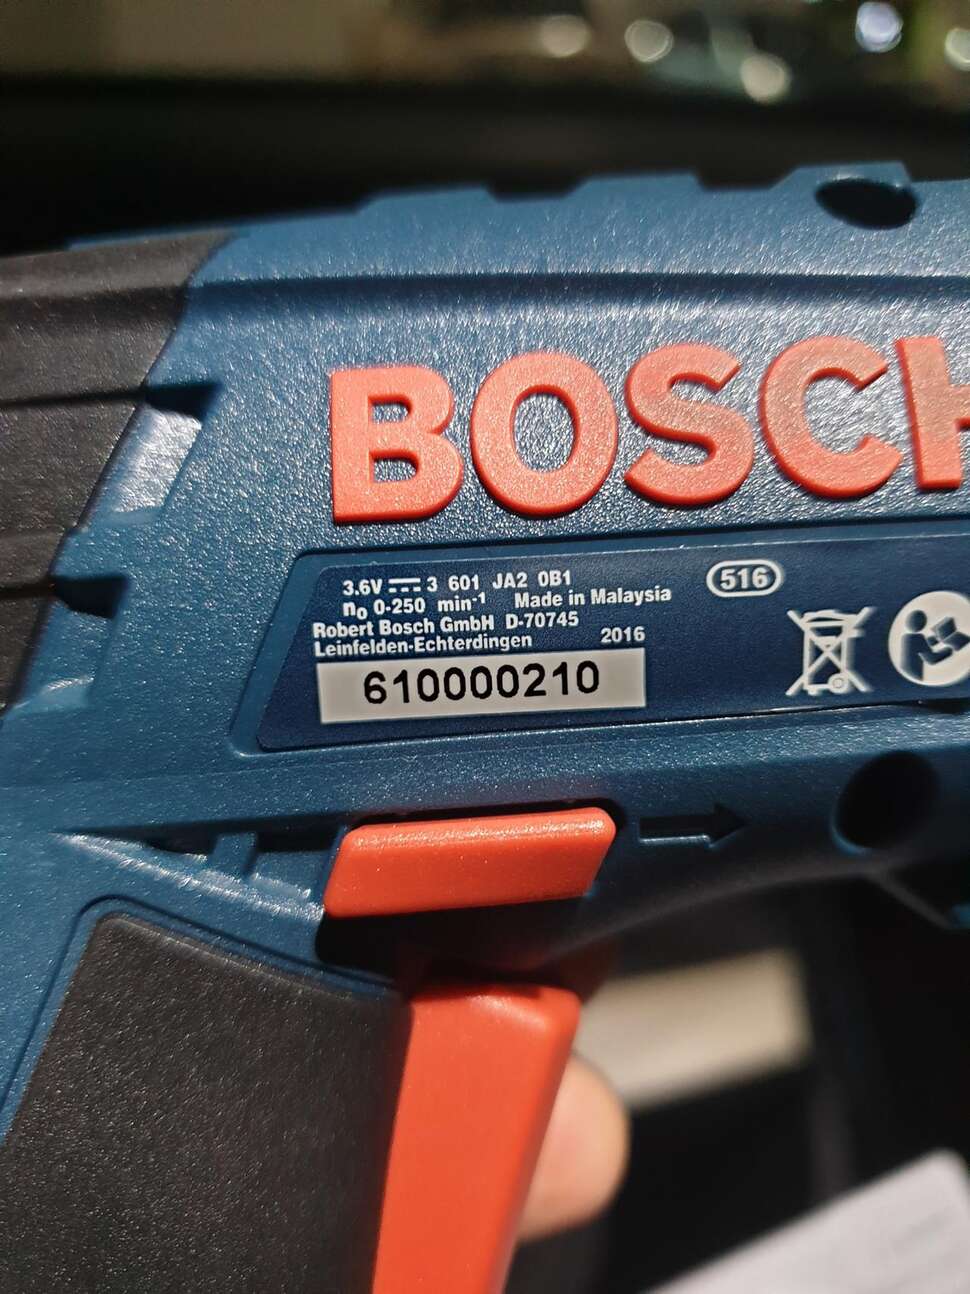 BOSCH
3.6V 3 601 JA2 0B1
516
n₀ 0-250 min⁻¹ Made in Malaysia
Robert Bosch GmbH D-70745
Leinfelden-Echterdingen 2016
610000210